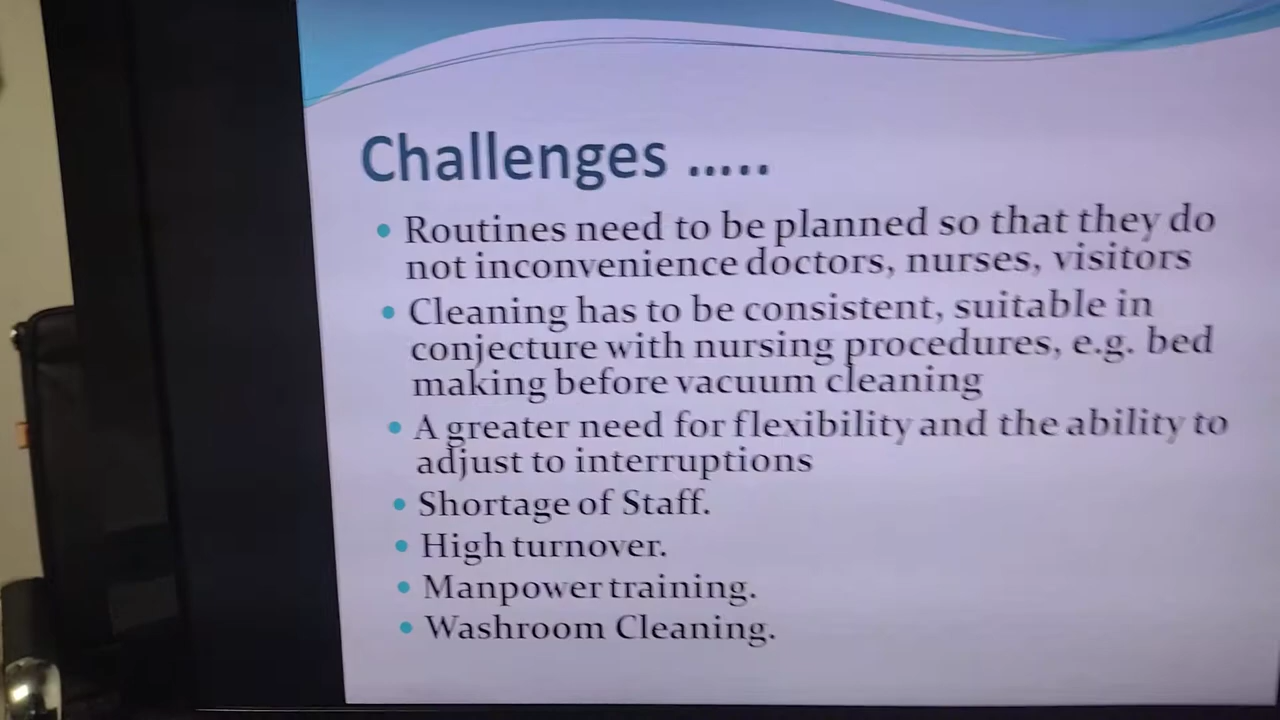 Challenges .....
• Routines need to be planned so that they do
not inconvenience doctors, nurses, visitors
• Cleaning has to be consistent, suitable in
conjecture with nursing procedures, e.g. bed
making before vacuum cleaning
• A greater need for flexibility and the ability to
adjust to interruptions
• Shortage of Staff.
• High turnover.
• Manpower training.
• Washroom Cleaning.